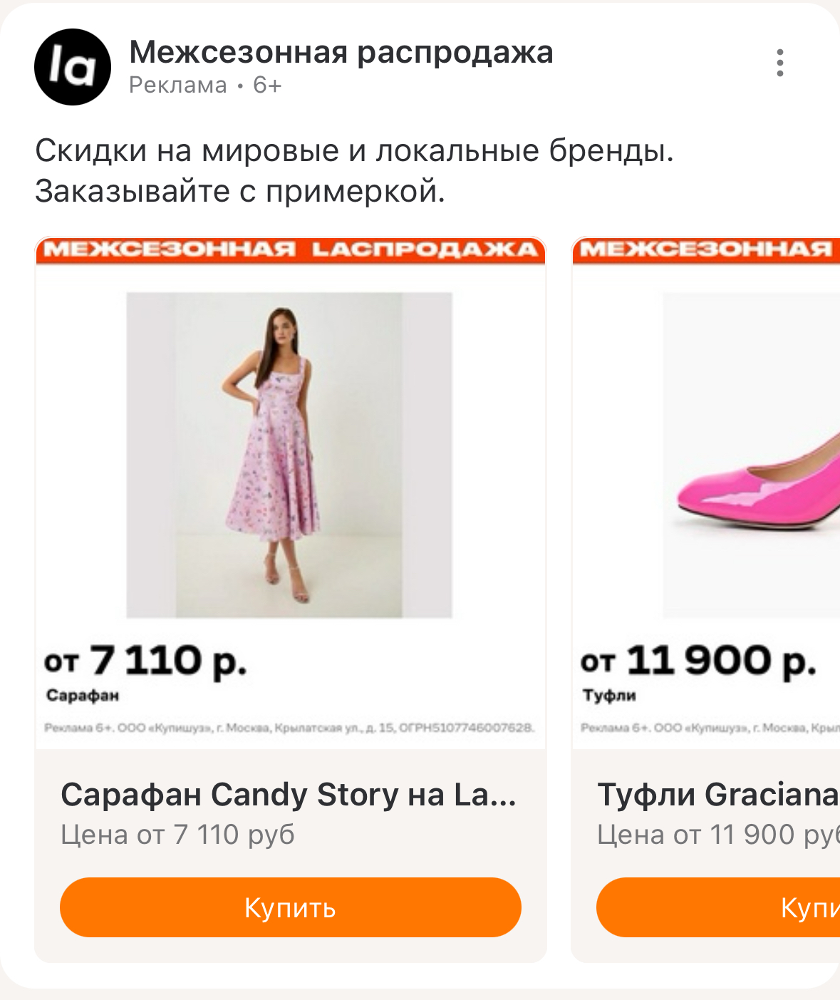 la
Межсезонная распродажа
Реклама • 6+
Скидки на мировые и локальные бренды.
Заказывайте с примеркой.
МЕЖСЕЗОННАЯ LАСПРОДАЖА
от 7 110 р.
Сарафан
Реклама 6+. ООО «Купишуз», г. Москва, Крылатская ул., д. 15, ОГРН5107746007628.
Сарафан Candy Story на La...
Цена от 7 110 руб
Купить
МЕЖСЕЗОННАЯ
от 11 900 р.
Туфли
Реклама 6+. ООО «Купишуз», г. Москва, Крыл
Туфли Graciana
Цена от 11 900 руб
Купи